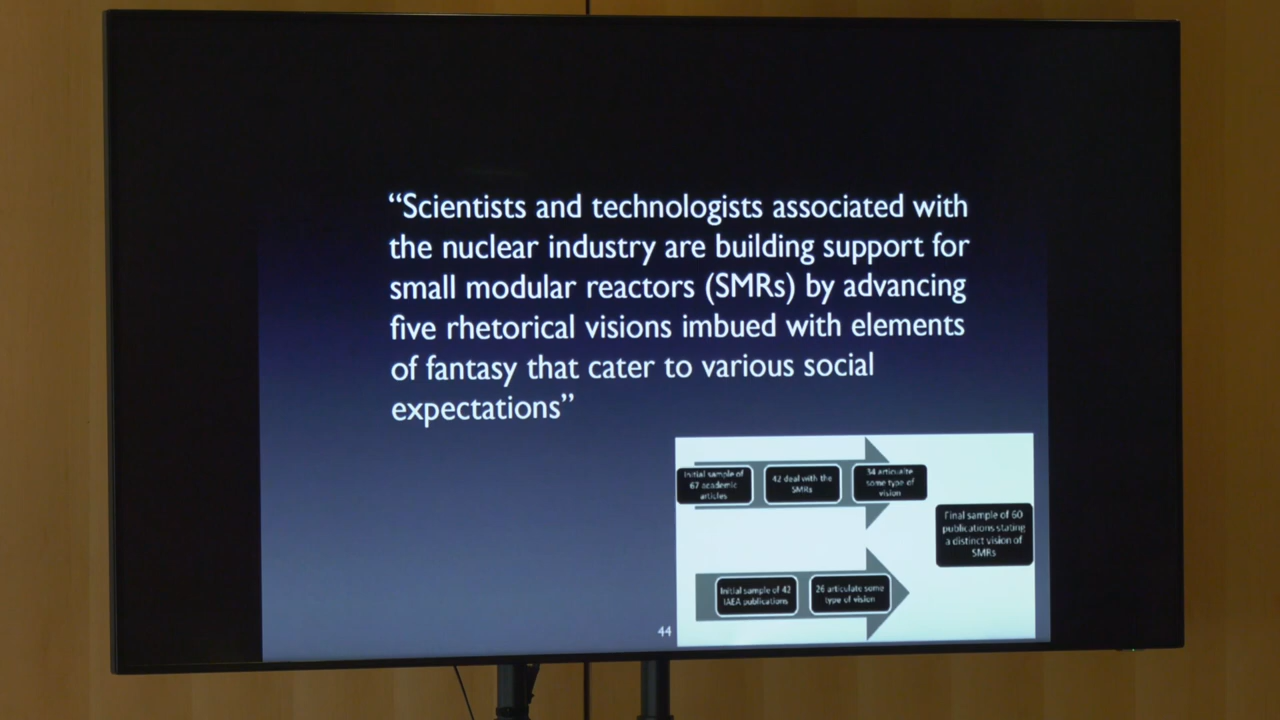 “Scientists and technologists associated with
the nuclear industry are building support for
small modular reactors (SMRs) by advancing
five rhetorical visions imbued with elements
of fantasy that cater to various social
expectations”
Initial sample of
67 academic
articles
42 deal with the
SMRs
34 articulate
some type of
vision
Final sample of 60
publications stating
a distinct vision of
SMRs
Initial sample of 42
IAEA publications
26 articulate some
type of vision
44